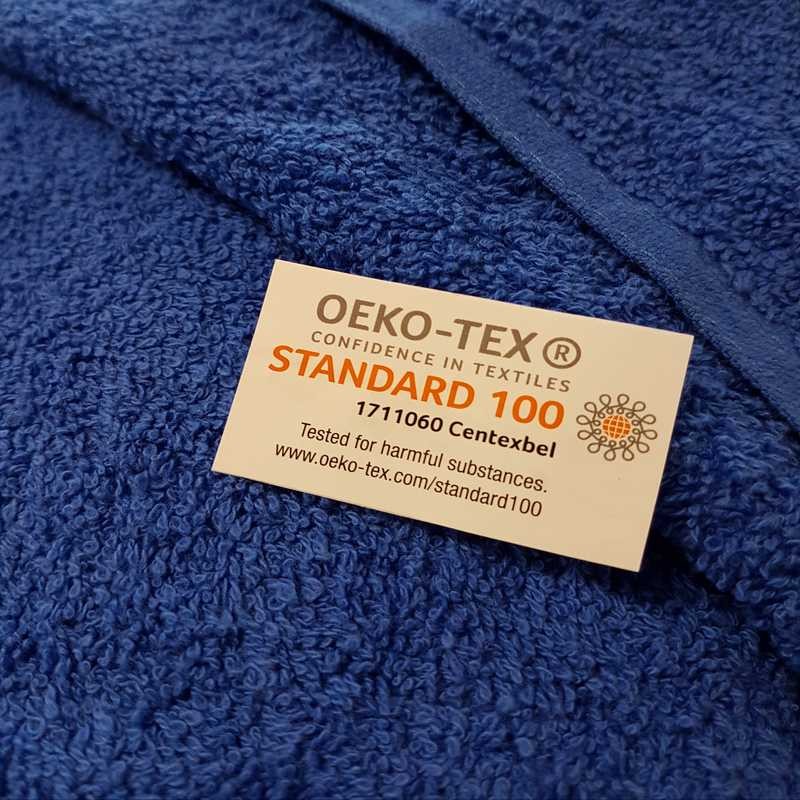 OEKO-TEX®
CONFIDENCE IN TEXTILES
STANDARD 100
1711060 Centexbel
Tested for harmful substances.
www.oeko-tex.com/standard100